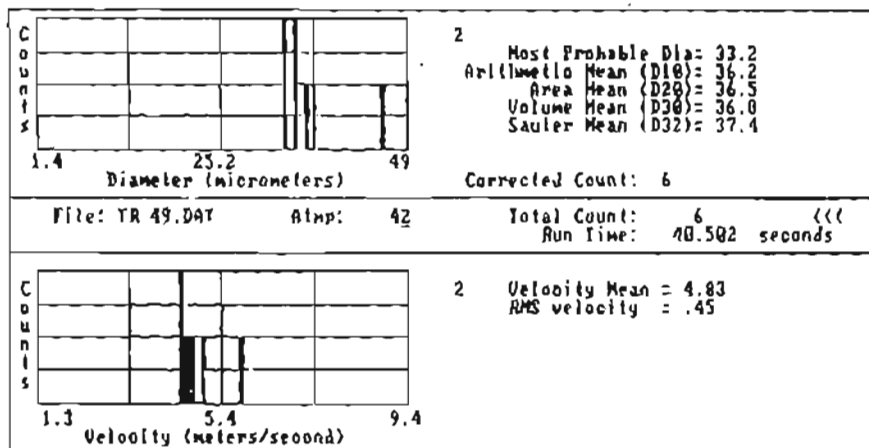 Counts
2
Most Probable Dia= 33.2
Arithmetic Mean (D10)= 36.2
Area Mean (D20)= 36.5
Volume Mean (D30)= 36.8
Sauter Mean (D32)= 37.4
1.4 25.2 49
Diameter (micrometers)
Corrected Count: 6
File: TR 49.DAT Atmp: 42 Total Count: 6 <<<
Run Time: 40.502 seconds
Counts
2 Velocity Mean = 4.83
RMS velocity = .45
1.3 5.4 9.4
Velocity (meters/second)